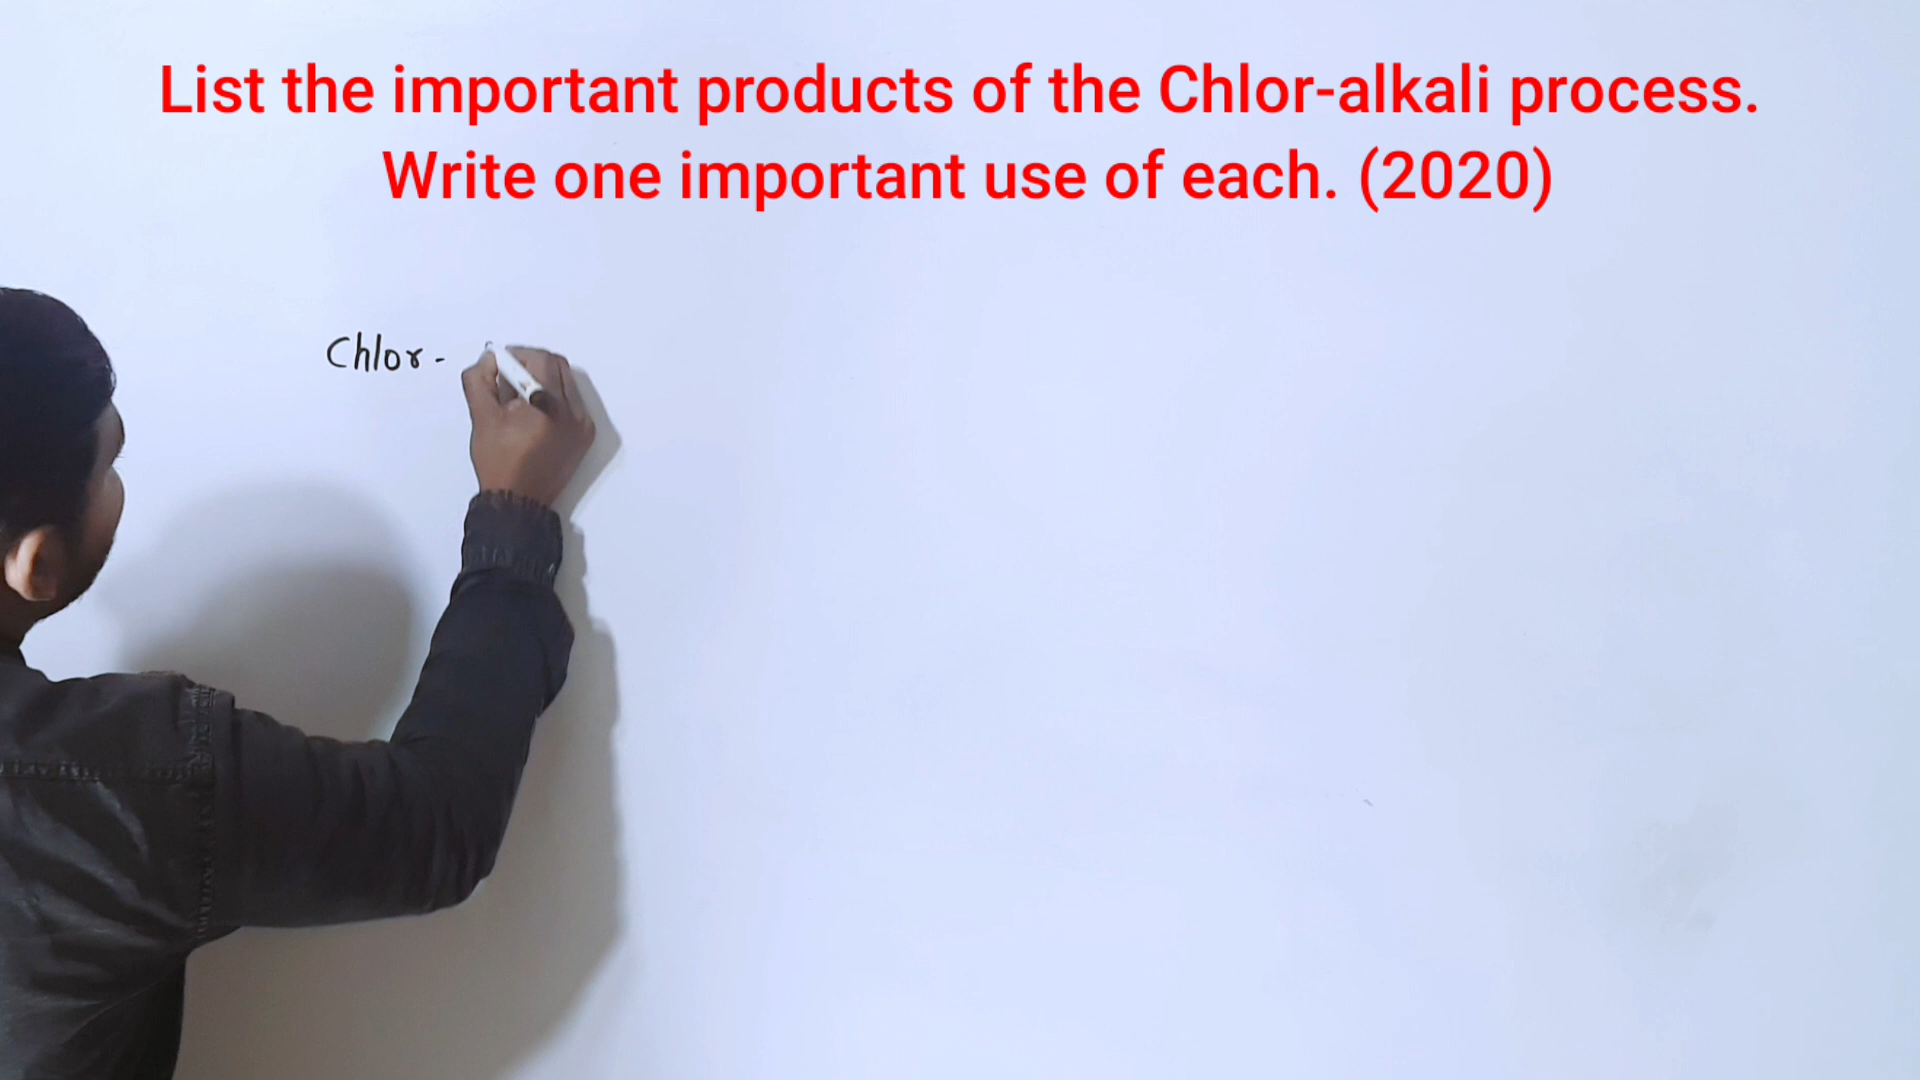 List the important products of the Chlor-alkali process.
Write one important use of each. (2020)
Chlor-